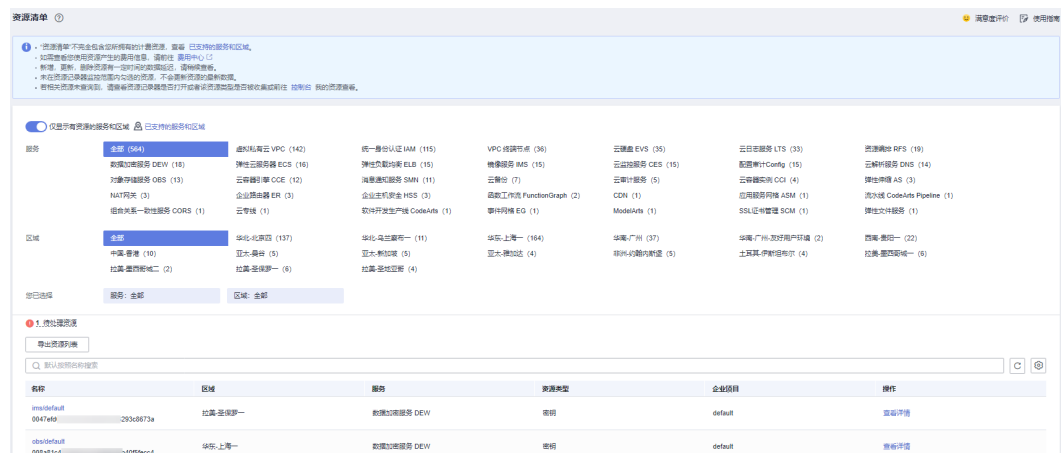 资源清单
满意度评价 使用指南
• “资源清单”不完全包含您所拥有的计费资源，查看 已支持的服务和区域。
• 如需查看您使用资源产生的费用信息，请前往 费用中心
• 新增、更新、删除资源有一定时间的数据延迟，请稍候查看。
• 未在资源记录器监控范围内勾选的资源，不会更新资源的最新数据。
• 若相关资源未查询到，请查看资源记录器是否打开或者该资源类型是否被收集或前往 控制台 我的资源查看。
仅显示有资源的服务和区域 已支持的服务和区域
服务 全部 (564) 虚拟私有云 VPC (142) 统一身份认证 IAM (115) VPC 终端节点 (36) 云硬盘 EVS (35) 云日志服务 LTS (33) 资源编排 RFS (19)
数据加密服务 DEW (18) 弹性云服务器 ECS (16) 弹性负载均衡 ELB (15) 镜像服务 IMS (15) 云监控服务 CES (15) 配置审计Config (15) 云解析服务 DNS (14)
对象存储服务 OBS (13) 云容器引擎 CCE (12) 消息通知服务 SMN (11) 云备份 (7) 云审计服务 (5) 云容器实例 CCI (4) 弹性伸缩 AS (3)
NAT网关 (3) 企业路由器 ER (3) 企业主机安全 HSS (3) 函数工作流 FunctionGraph (2) CDN (1) 应用服务网格 ASM (1) 流水线 CodeArts Pipeline (1)
组合关系一致性服务 CORS (1) 云专线 (1) 软件开发生产线 CodeArts (1) 事件网格 EG (1) ModelArts (1) SSL证书管理 SCM (1) 弹性文件服务 (1)
区域 全部 华北-北京四 (137) 华北-乌兰察布一 (11) 华东-上海一 (164) 华南-广州 (37) 华南-广州-友好用户环境 (2) 西南-贵阳一 (22)
中国-香港 (10) 亚太-曼谷 (5) 亚太-新加坡 (5) 亚太-雅加达 (4) 非洲-约翰内斯堡 (5) 土耳其-伊斯坦布尔 (4) 拉美-墨西哥城一 (6)
拉美-墨西哥城二 (2) 拉美-圣保罗一 (6) 拉美-圣地亚哥 (4)
您已选择 服务：全部 区域：全部
1 待处理资源
导出资源列表
默认按照名称搜索
名称 区域 服务 资源类型 企业项目 操作
ims/default
0047efd 293c8673a 拉美-圣保罗一 数据加密服务 DEW 密钥 default 查看详情
obs/default
华东-上海一 数据加密服务 DEW 密钥 default 查看详情